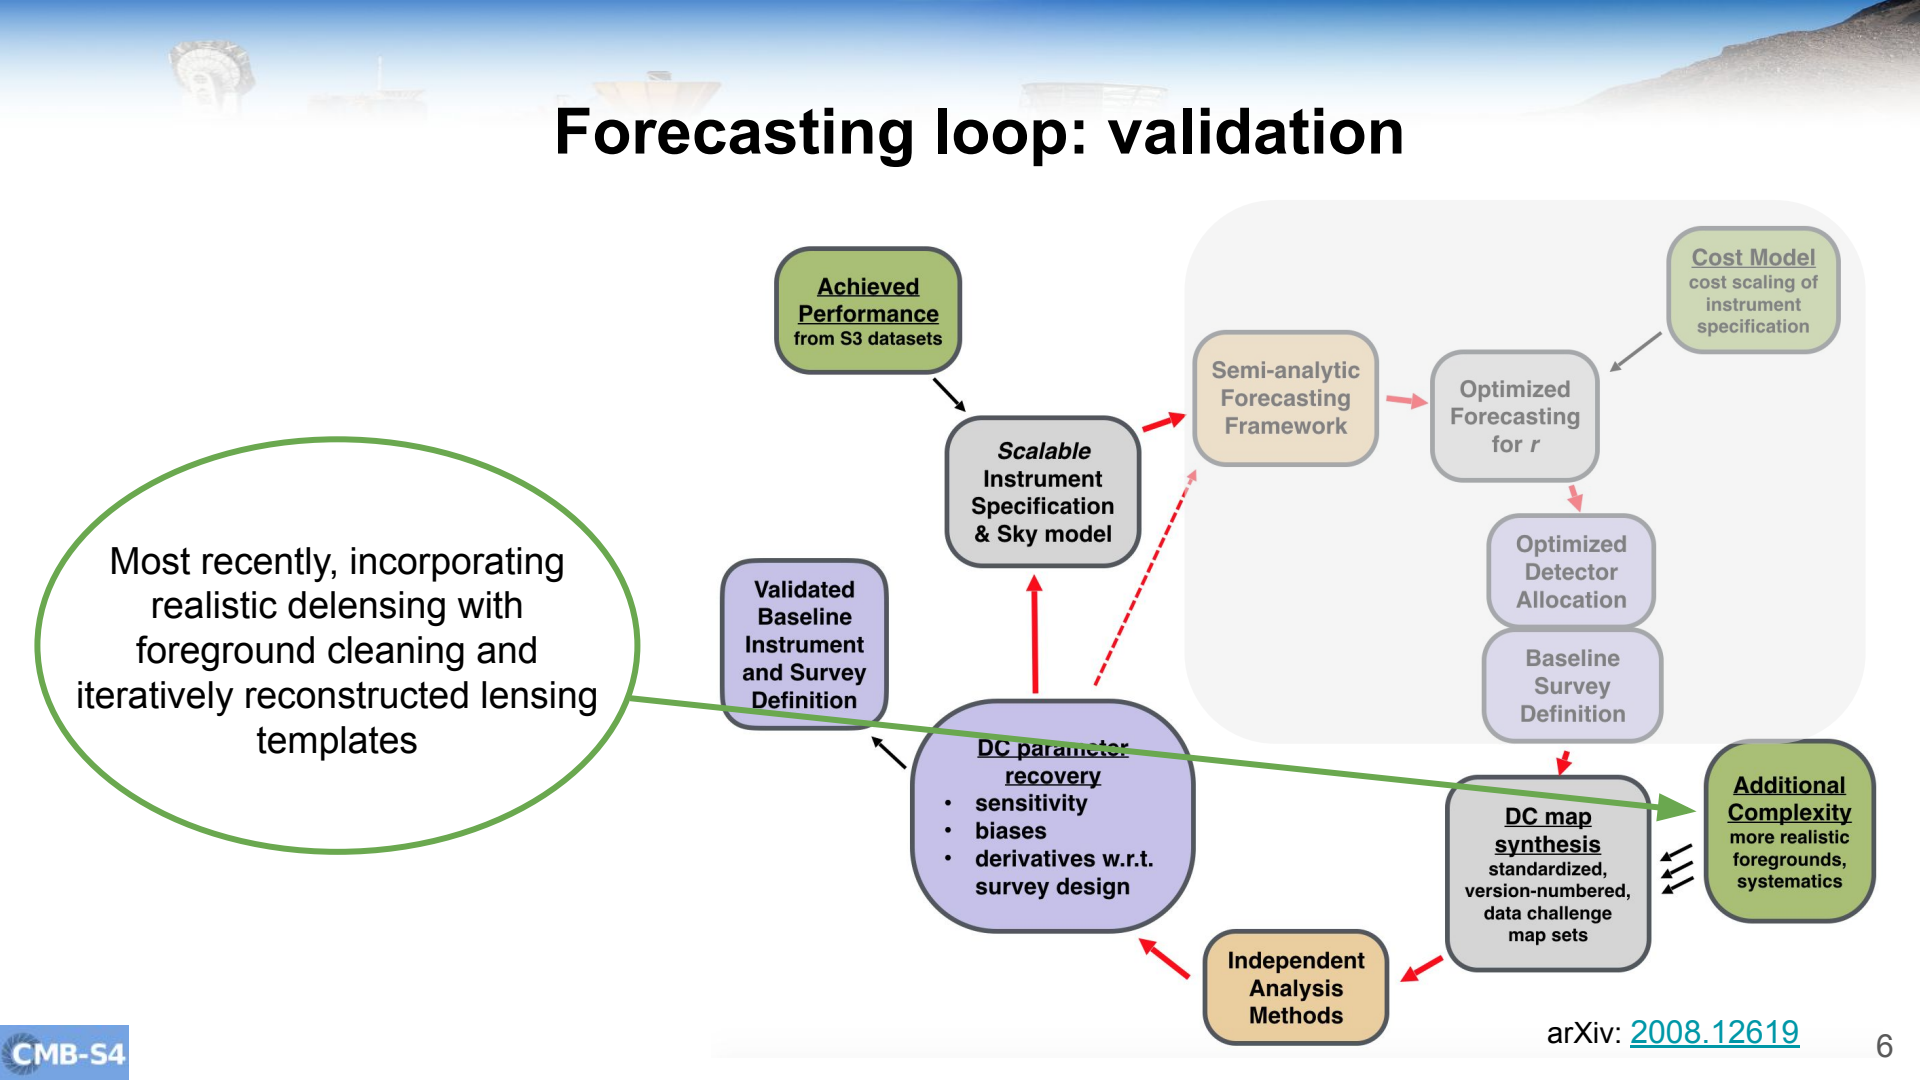 Forecasting loop: validation
Achieved
Performance
from S3 datasets
Cost Model
cost scaling of
instrument
specification
Semi-analytic
Forecasting
Framework
Optimized
Forecasting
for r
Scalable
Instrument
Specification
& Sky model
Optimized
Detector
Allocation
Most recently, incorporating
realistic delensing with
foreground cleaning and
iteratively reconstructed lensing
templates
Validated
Baseline
Instrument
and Survey
Definition
Baseline
Survey
Definition
DC parameter
recovery
• sensitivity
• biases
• derivatives w.r.t.
survey design
DC map
synthesis
standardized,
version-numbered,
data challenge
map sets
Additional
Complexity
more realistic
foregrounds,
systematics
Independent
Analysis
Methods
arXiv: 2008.12619
CMB-S4
6